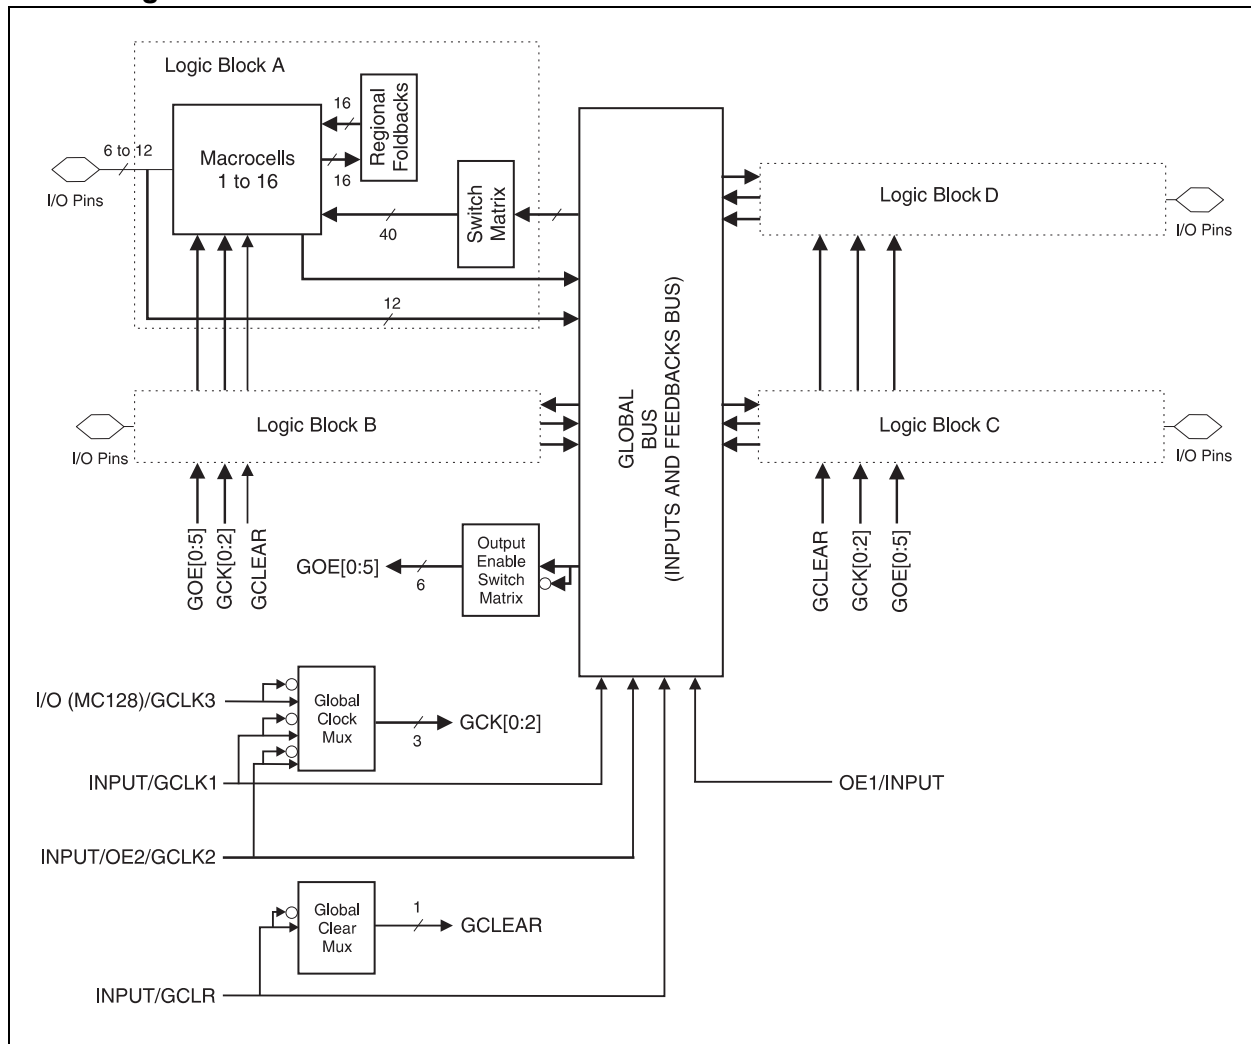 Logic Block A
16
Regional
Foldbacks
6 to 12
Macrocells
1 to 16
16
I/O Pins
40
Switch
Matrix
12
Logic Block D
I/O Pins
GLOBAL
BUS
(INPUTS AND FEEDBACKS BUS)
Logic Block B
I/O Pins
Logic Block C
I/O Pins
GOE[0:5]
GCK[0:2]
GCLEAR
GCLEAR
GCK[0:2]
GOE[0:5]
GOE[0:5]
6
Output
Enable
Switch
Matrix
I/O (MC128)/GCLK3
Global
Clock
Mux
3
GCK[0:2]
INPUT/GCLK1
OE1/INPUT
INPUT/OE2/GCLK2
Global
Clear
Mux
1
GCLEAR
INPUT/GCLR